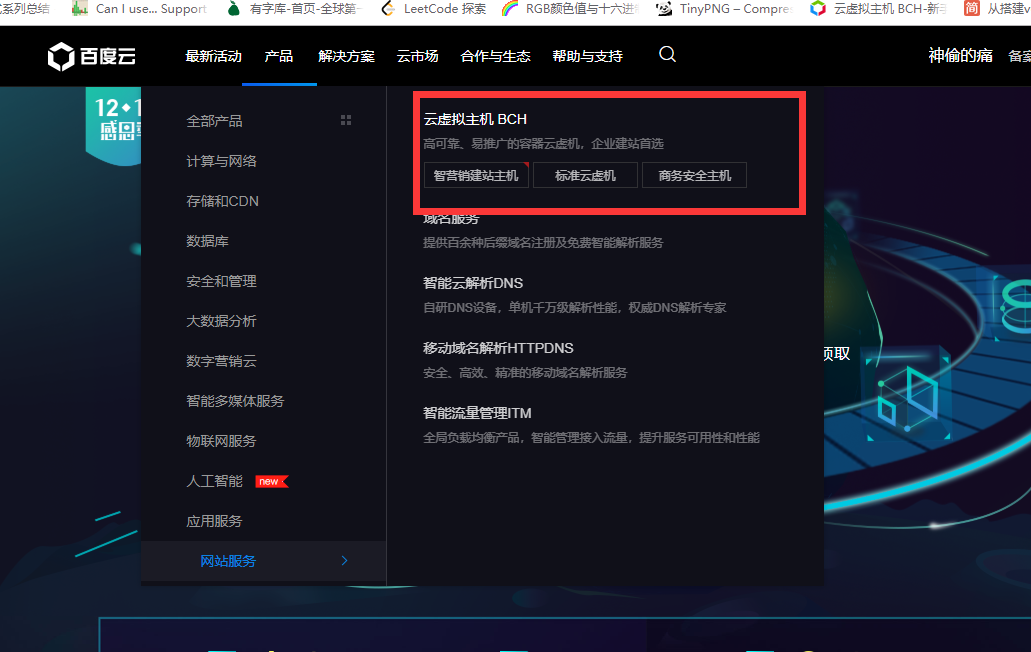 式系列总结 Can I use... Support 有字库-首页-全球第一 LeetCode 探索 RGB颜色值与十六进制 TinyPNG – Compres 云虚拟主机 BCH-新手 简 从搭建v
百度云 最新活动 产品 解决方案 云市场 合作与生态 帮助与支持 神偷的痛 备案
12·1
感恩
全部产品
计算与网络
存储和CDN
数据库
安全和管理
大数据分析
数字营销云
智能多媒体服务
物联网服务
人工智能 new
应用服务
网站服务
云虚拟主机 BCH
高可靠、易推广的容器云虚机，企业建站首选
智营销建站主机 标准云虚机 商务安全主机
域名服务
提供百余种后缀域名注册及免费智能解析服务
智能云解析DNS
自研DNS设备，单机千万级解析性能，权威DNS解析专家
移动域名解析HTTPDNS
安全、高效、精准的移动域名解析服务
智能流量管理ITM
全局负载均衡产品，智能管理接入流量，提升服务可用性和性能
领取